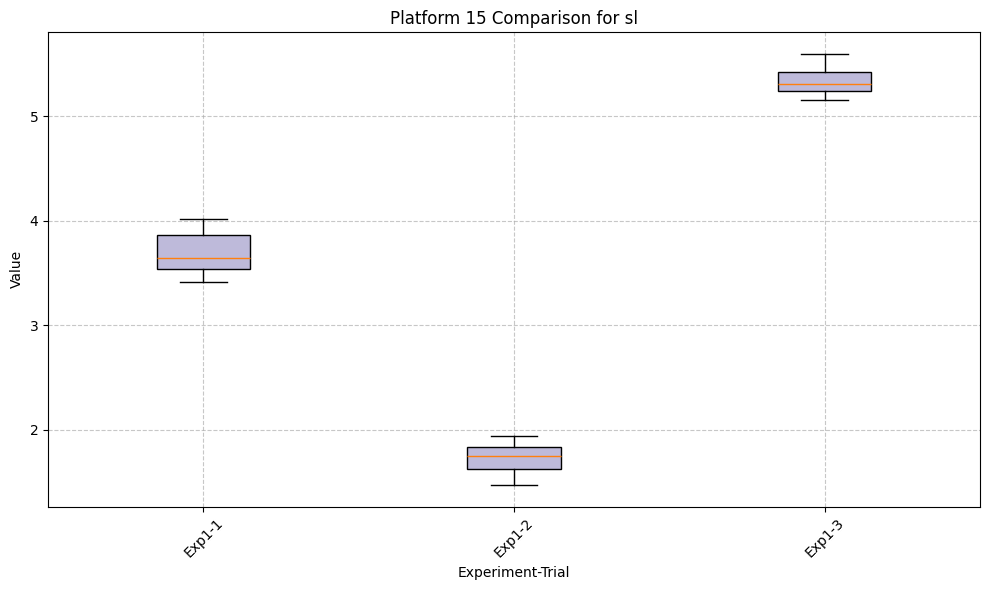 Platform 15 Comparison for sl
Value
5
4
3
2
Exp1-1
Exp1-2
Exp1-3
Experiment-Trial